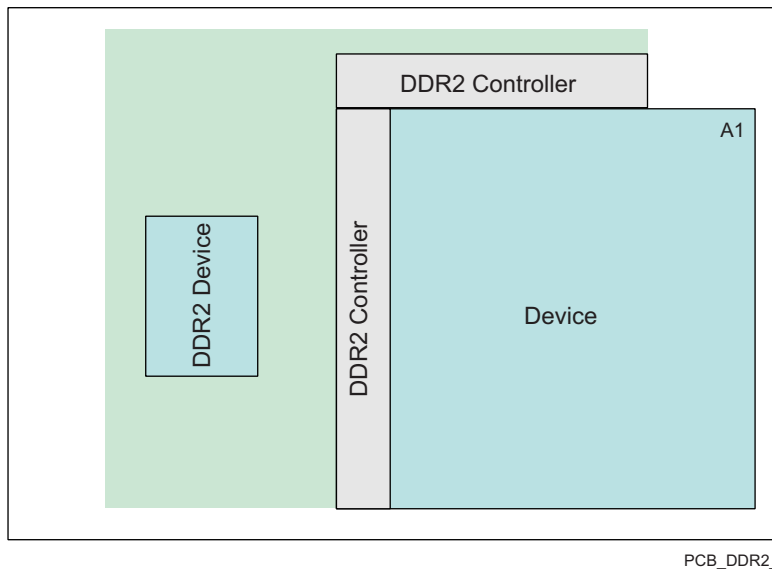 DDR2 Controller
A1
DDR2 Device
DDR2 Controller
Device
PCB_DDR2_